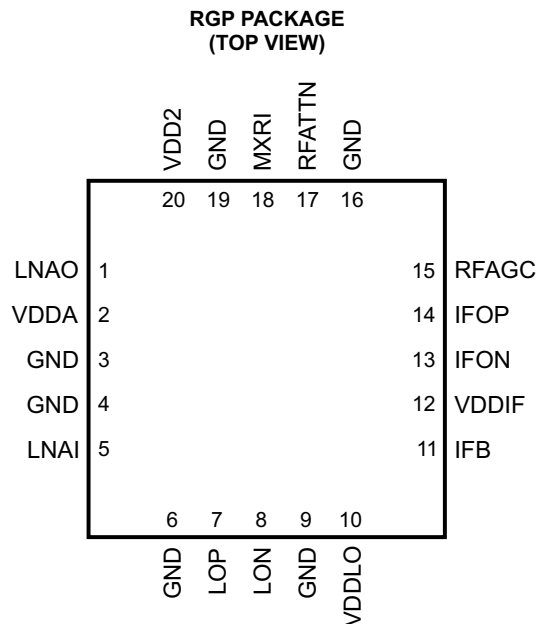 RGP PACKAGE
(TOP VIEW)
VDD2
GND
MXRI
RFATTN
GND
20 19 18 17 16
LNAO 1
15 RFAGC
VDDA 2
14 IFOP
GND 3
13 IFON
GND 4
12 VDDIF
LNAI 5
11 IFB
6 7 8 9 10
GND
LOP
LON
GND
VDDLO